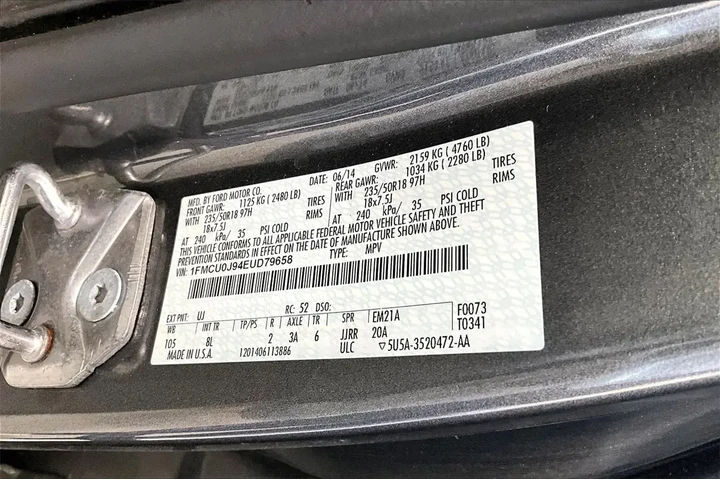 MFD. BY FORD MOTOR CO.
DATE: 06/14 GVWR: 2159 KG ( 4760 LB)
FRONT GAWR: 1125 KG ( 2480 LB)
REAR GAWR: 1034 KG ( 2280 LB)
WITH 235/50R18 97H TIRES
WITH 235/50R18 97H TIRES
18x7.5J RIMS
18x7.5J RIMS
AT 240 kPa/ 35 PSI COLD
AT 240 kPa/ 35 PSI COLD
THIS VEHICLE CONFORMS TO ALL APPLICABLE FEDERAL MOTOR VEHICLE SAFETY AND THEFT
PREVENTION STANDARDS IN EFFECT ON THE DATE OF MANUFACTURE SHOWN ABOVE.
VIN: 1FMCU0J94EUD79658 TYPE: MPV
EXT PNT: UJ RC: 52 DSO: EM21A F0073
WB INT TR TP/PS R AXLE TR SPR T0341
105 8L 2 3A 6 JJRR 20A
MADE IN U.S.A. 1201406113886 ULC ▽5U5A-3520472-AA